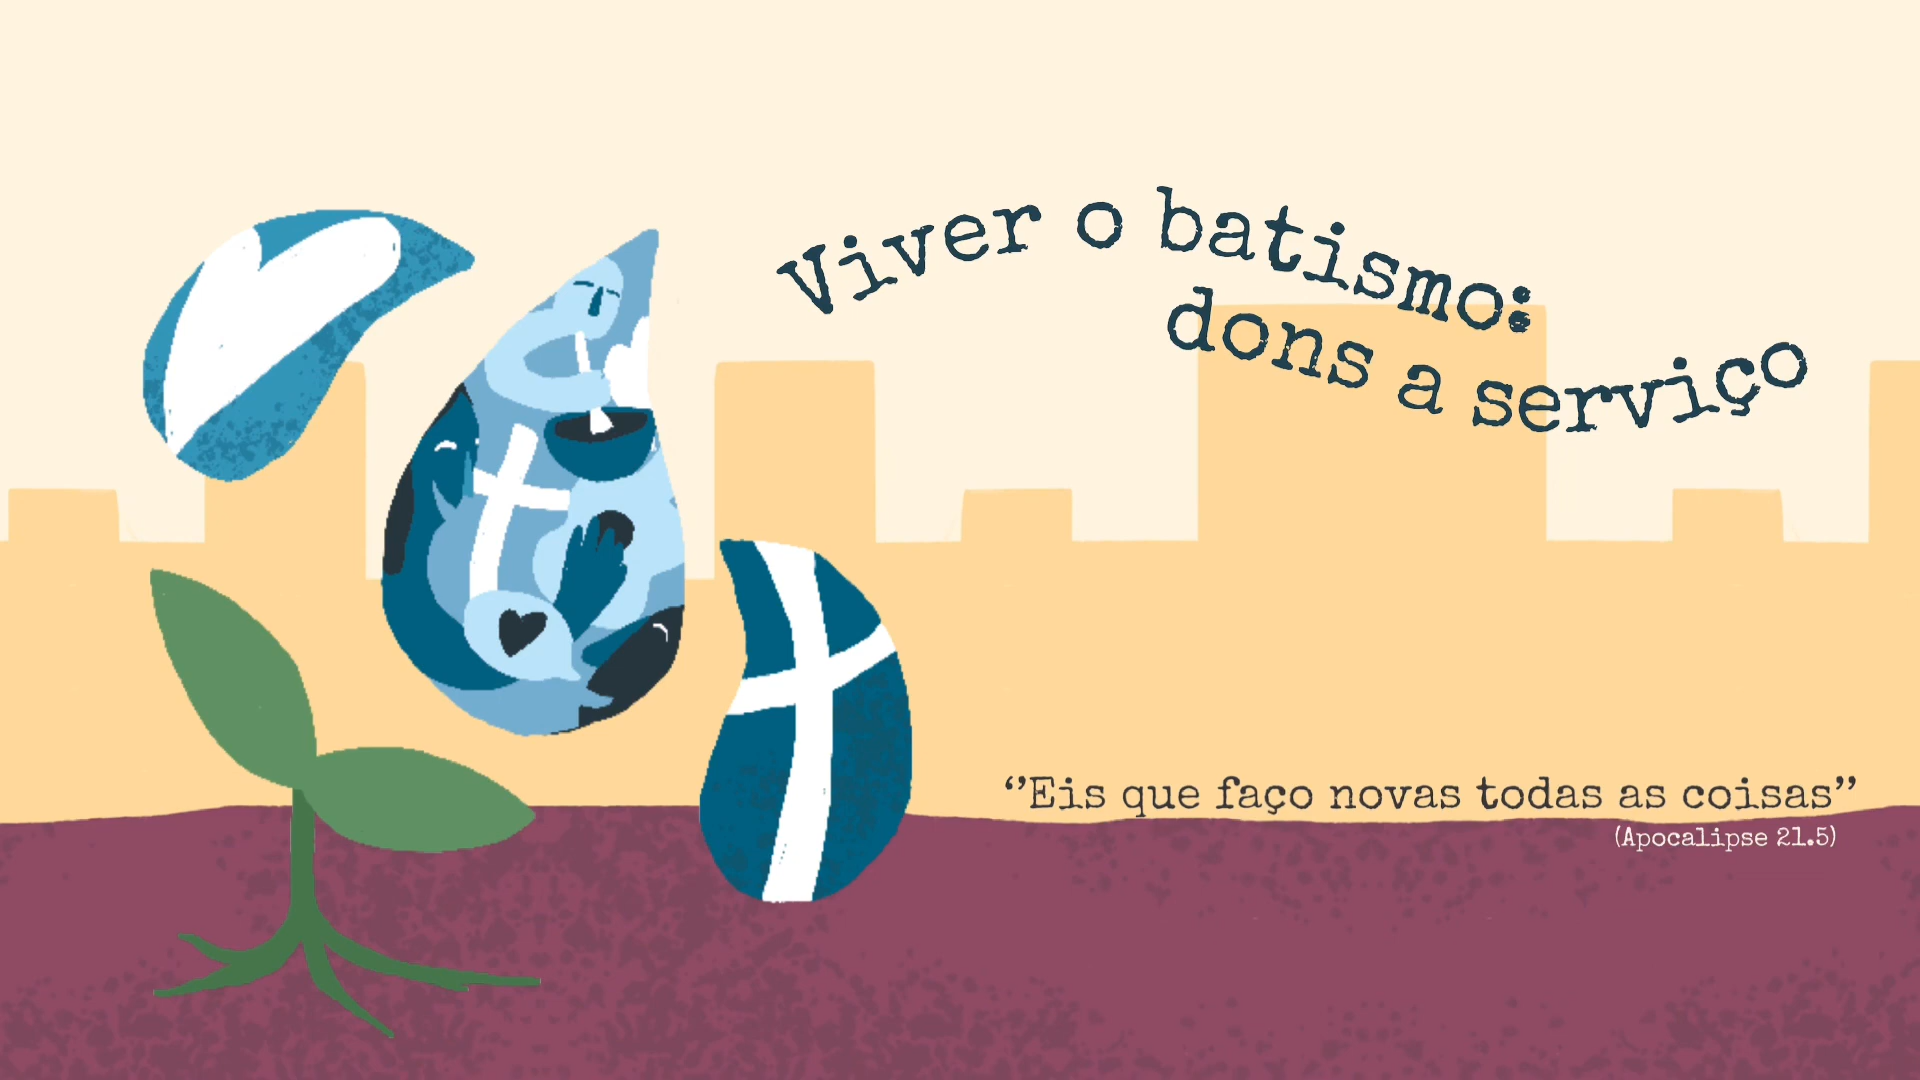 Viver o batismo:
dons a serviço
‘’Eis que faço novas todas as coisas’’
(Apocalipse 21.5)